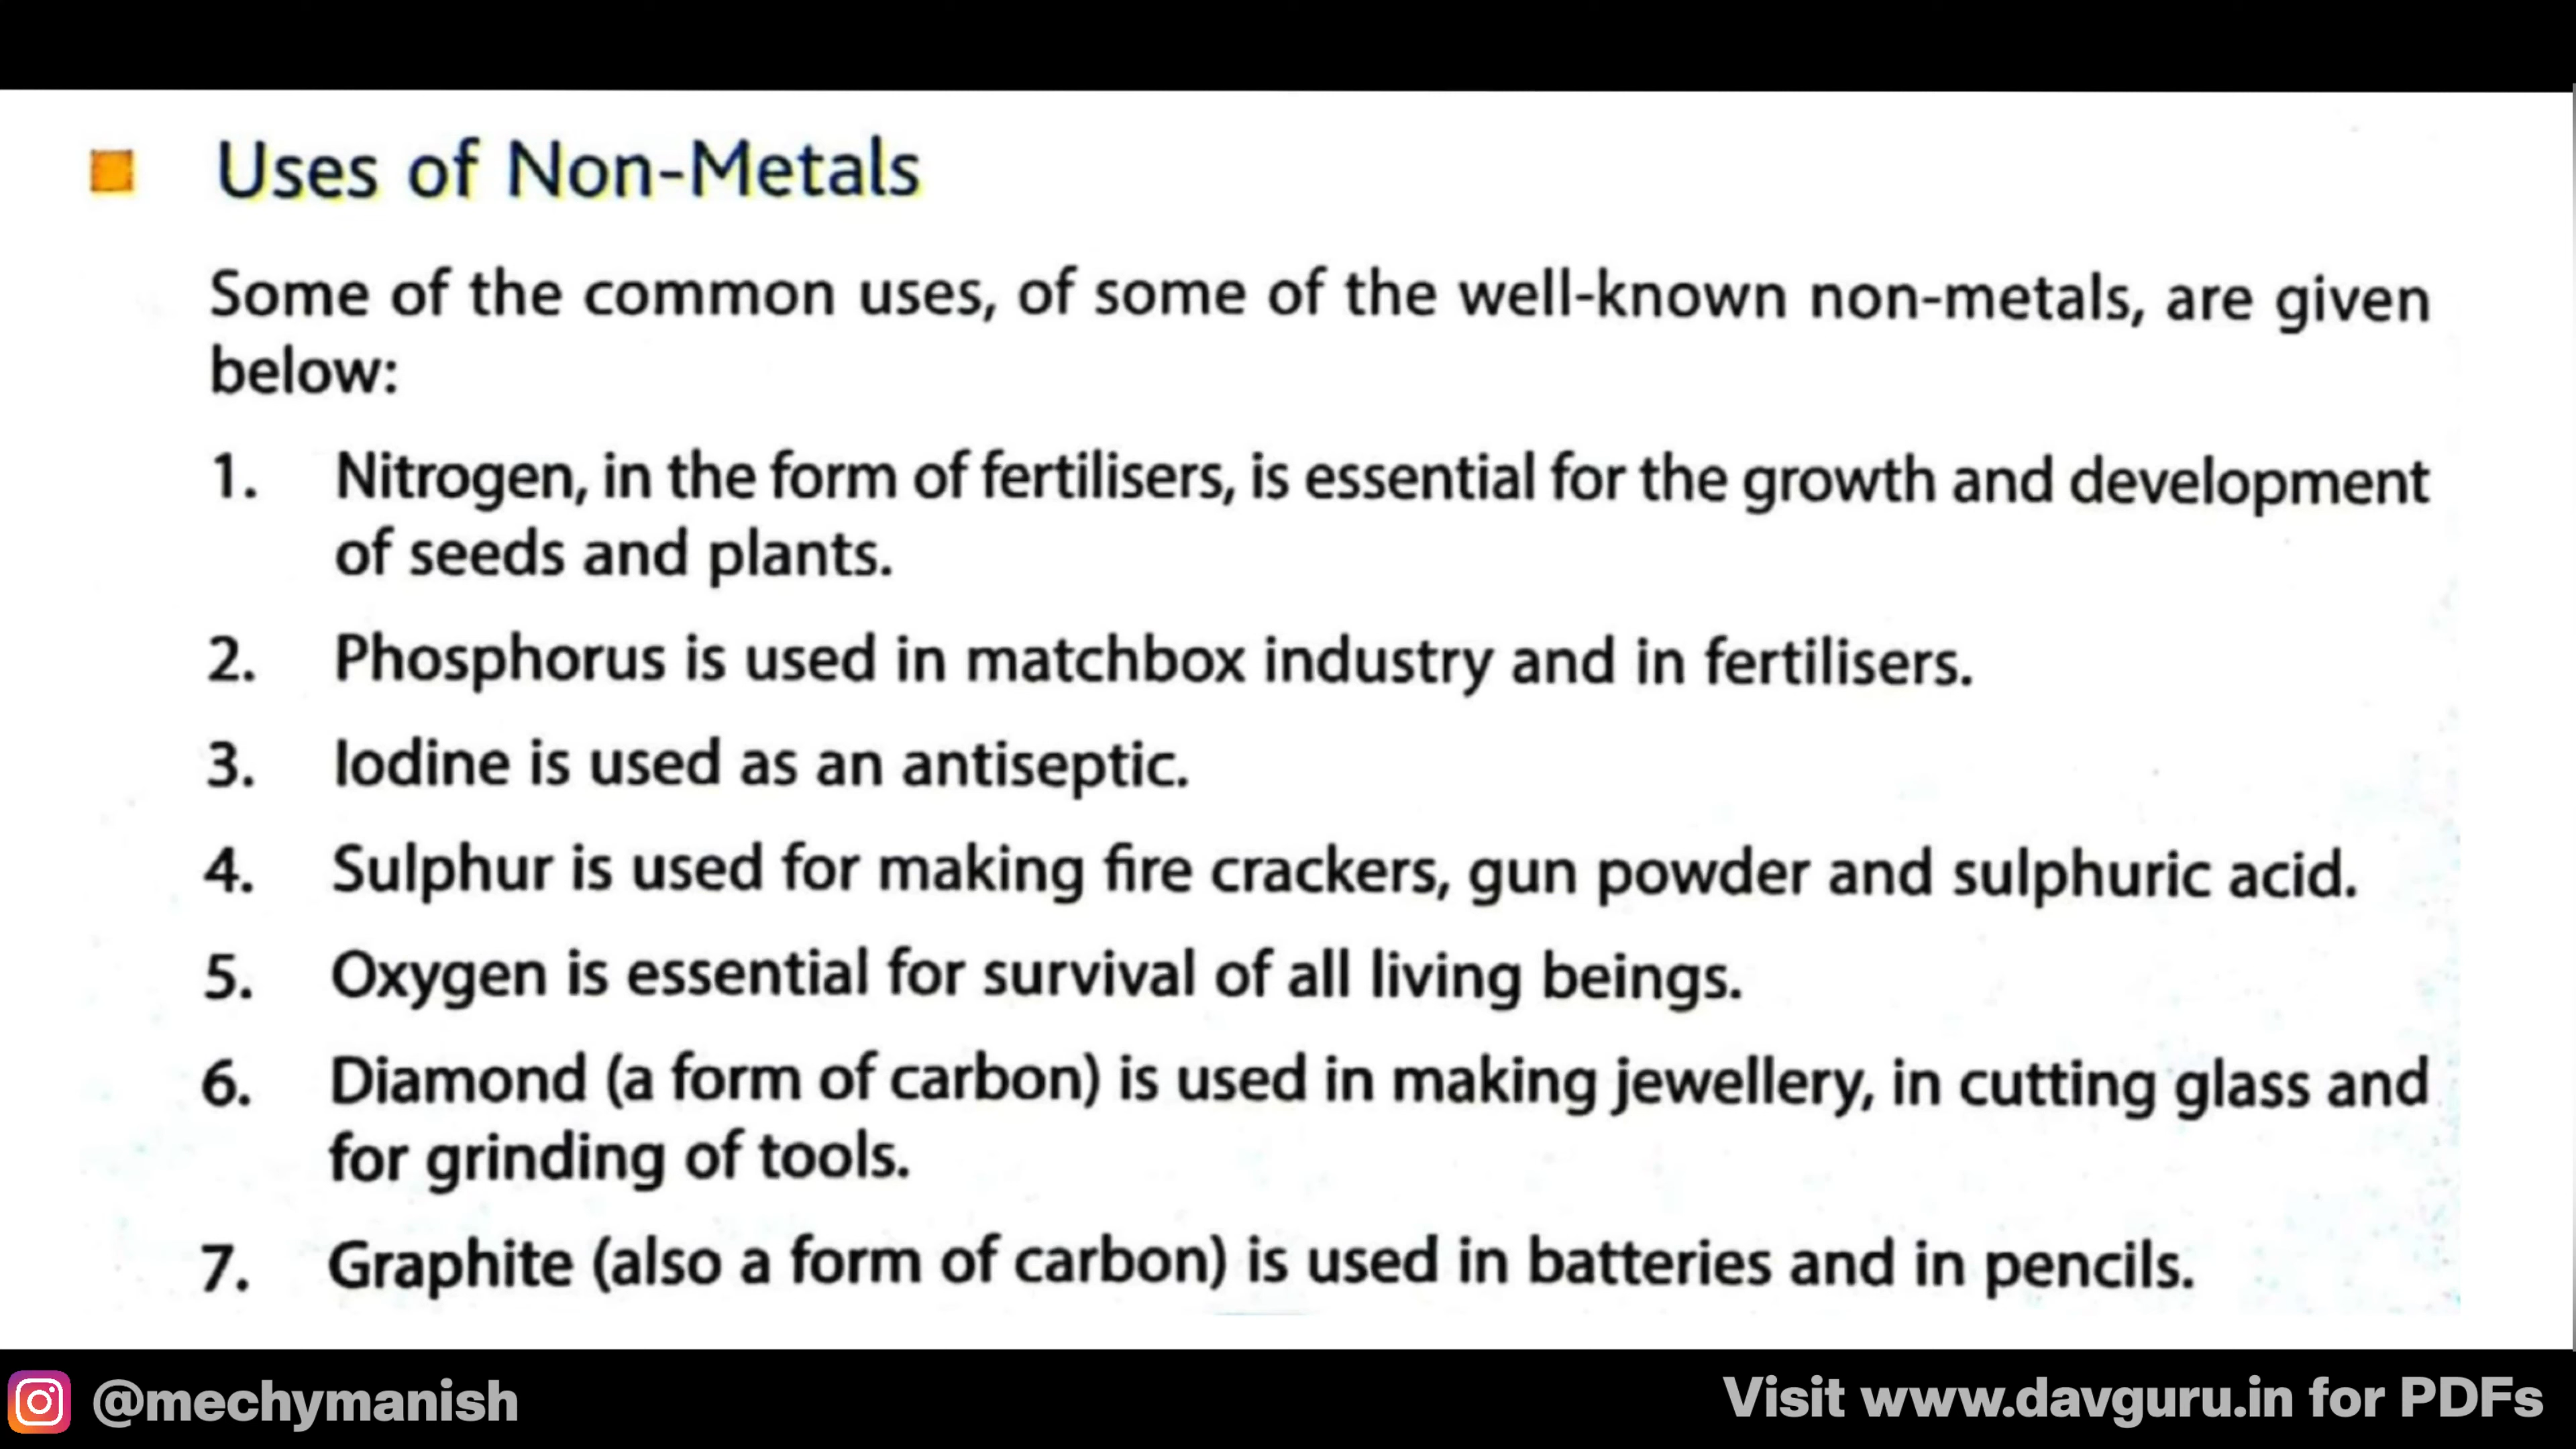 Uses of Non-Metals
Some of the common uses, of some of the well-known non-metals, are given
below:
1. Nitrogen, in the form of fertilisers, is essential for the growth and development
of seeds and plants.
2. Phosphorus is used in matchbox industry and in fertilisers.
3. Iodine is used as an antiseptic.
4. Sulphur is used for making fire crackers, gun powder and sulphuric acid.
5. Oxygen is essential for survival of all living beings.
6. Diamond (a form of carbon) is used in making jewellery, in cutting glass and
for grinding of tools.
7. Graphite (also a form of carbon) is used in batteries and in pencils.
@mechymanish
Visit www.davguru.in for PDFs